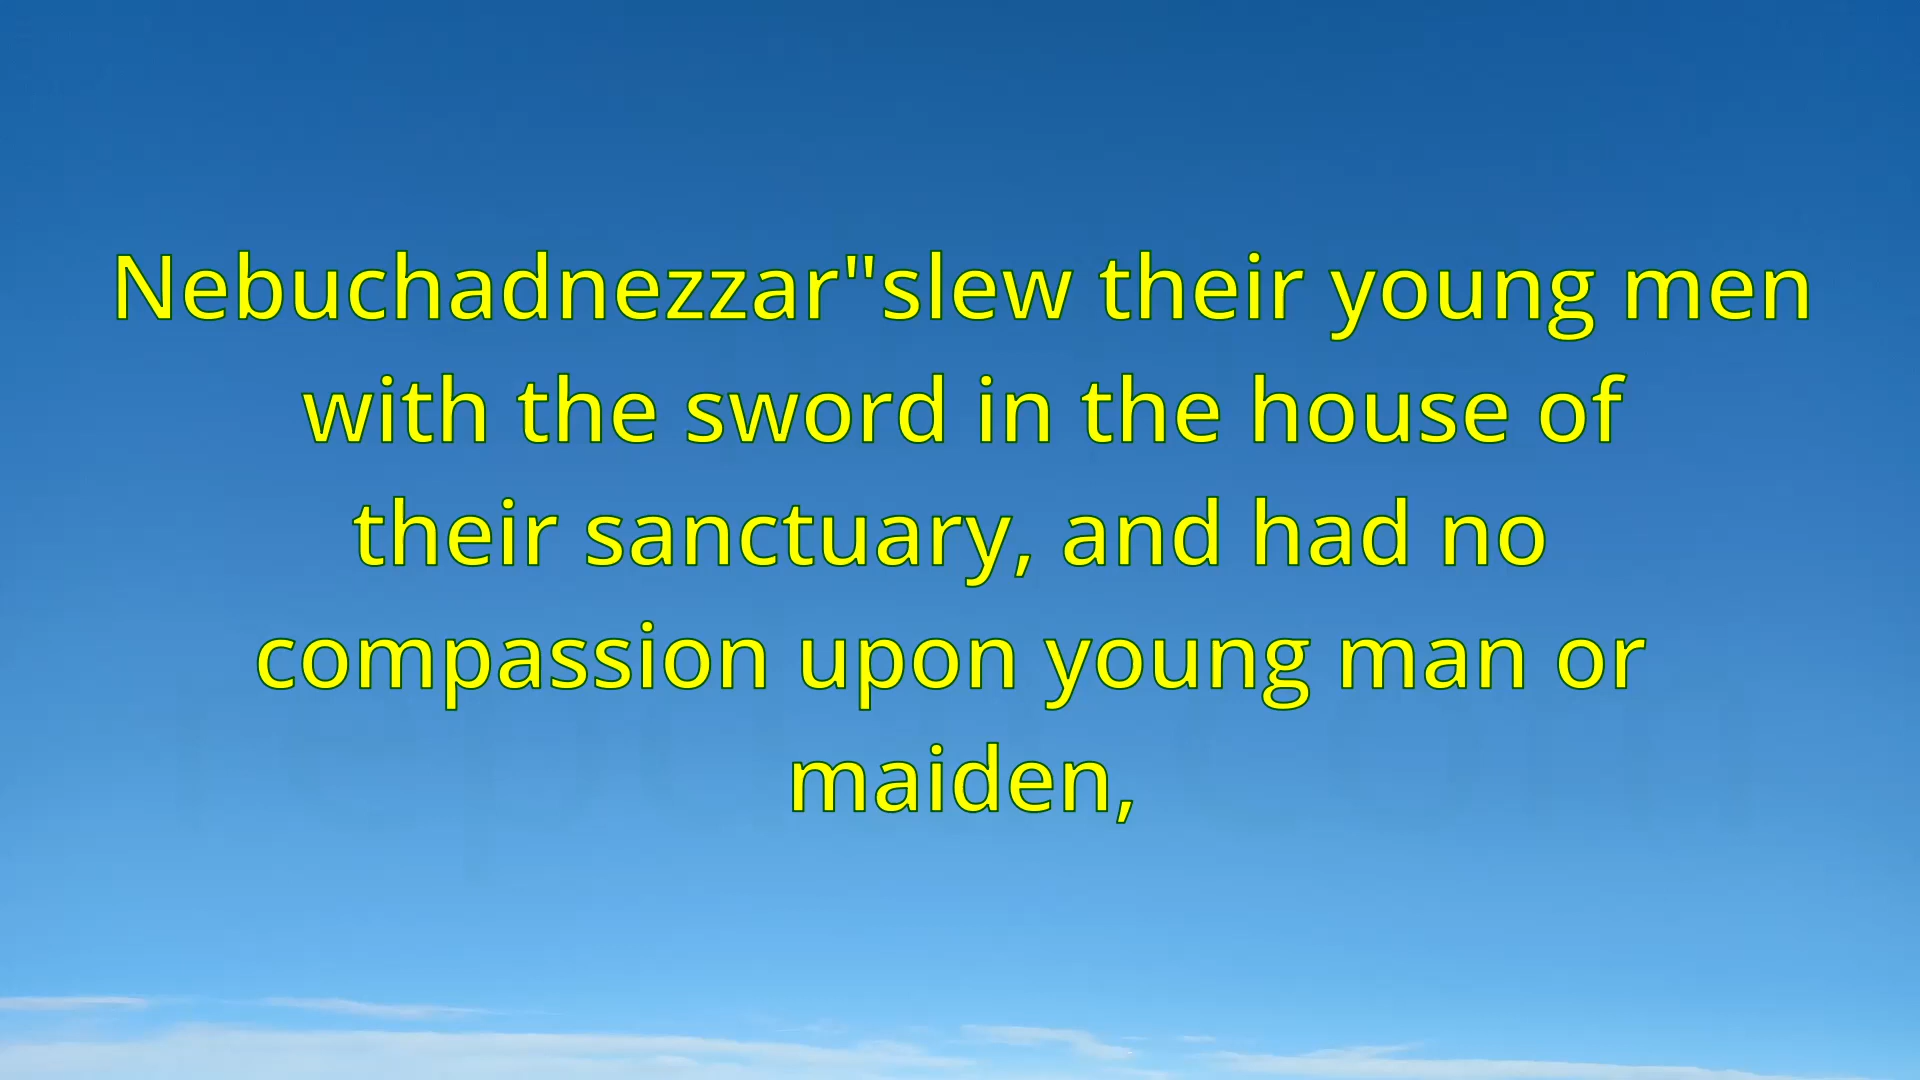 Nebuchadnezzar"slew their young men
with the sword in the house of
their sanctuary, and had no
compassion upon young man or
maiden,